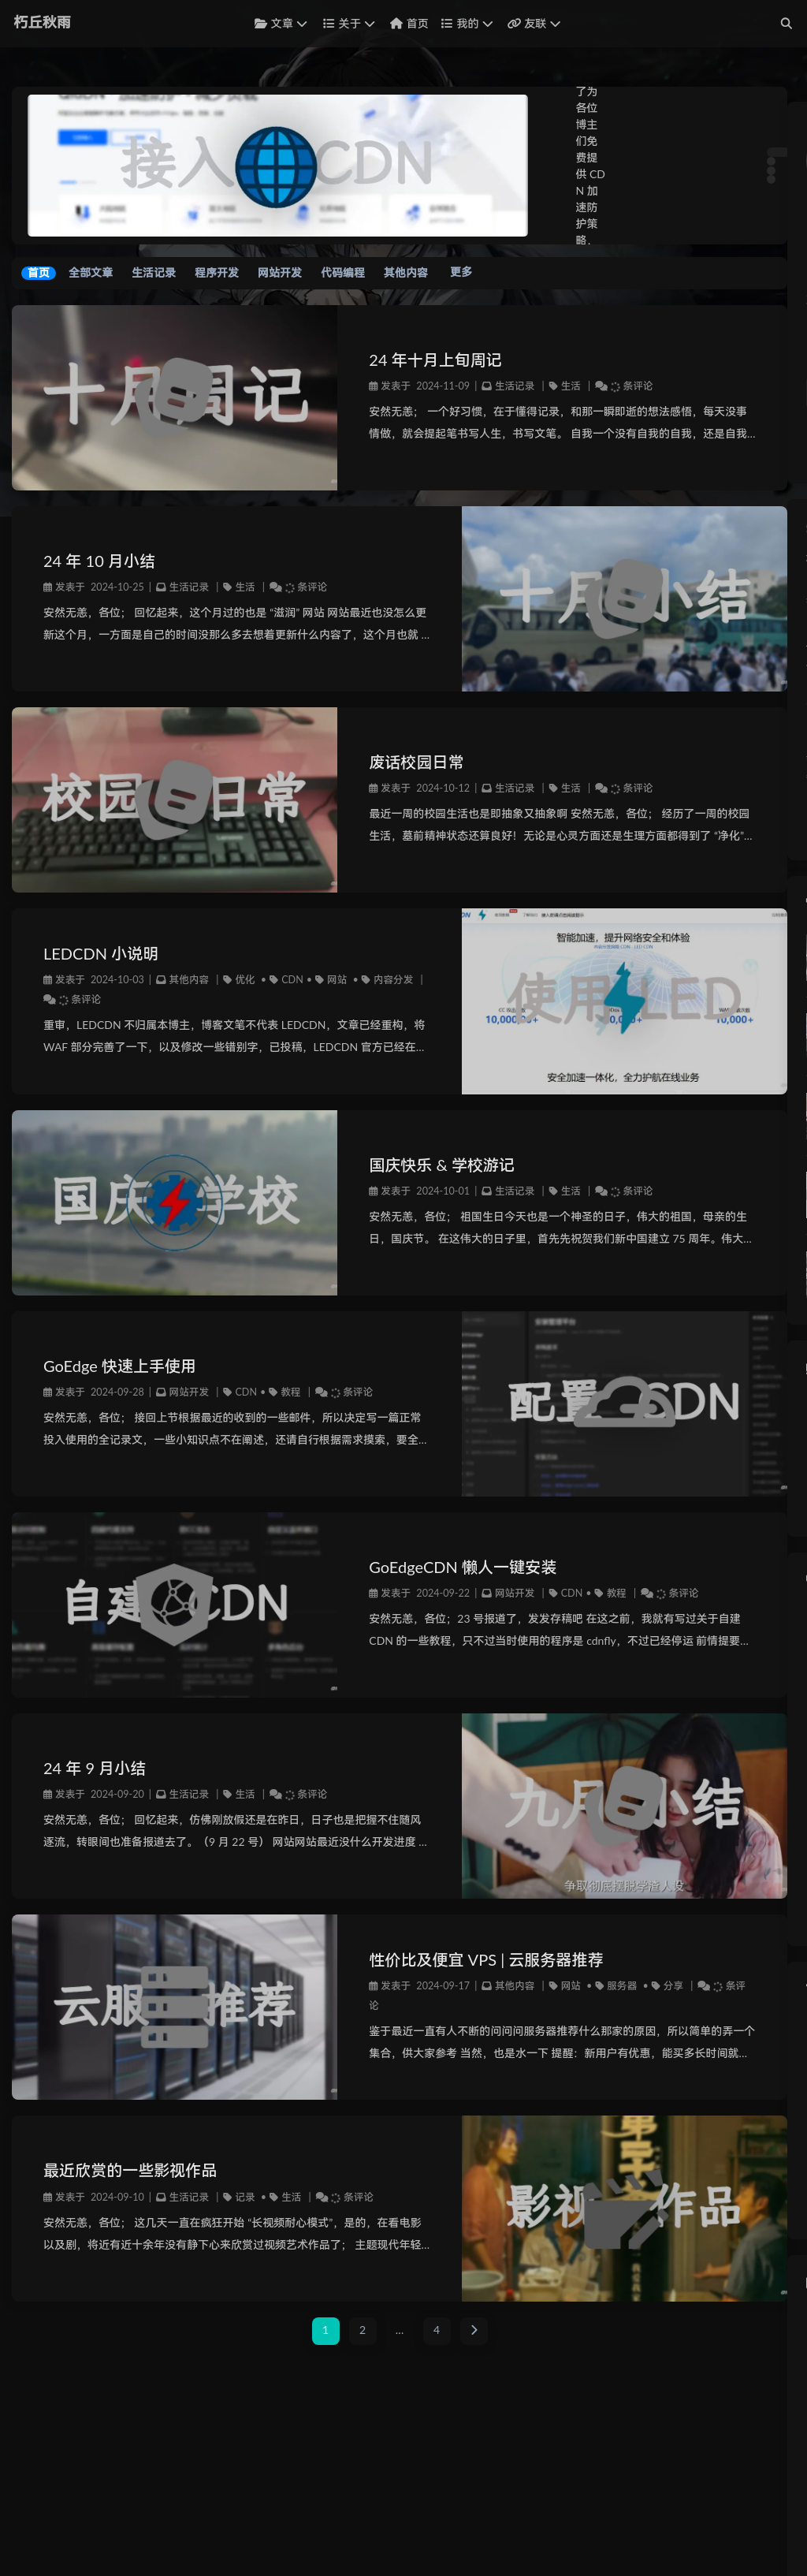 朽丘秋雨
文章 关于 首页 我的 友联
接入 CDN
了为
各位
博主
们免
费提
供 CD
N 加
速防
护策
略，
首页 全部文章 生活记录 程序开发 网站开发 代码编程 其他内容 更多
十月周记
24 年十月上旬周记
发表于 2024-11-09 | 生活记录 | 生活 | 条评论
安然无恙； 一个好习惯，在于懂得记录，和那一瞬即逝的想法感悟，每天没事
情做，就会提起笔书写人生，书写文笔。 自我一个没有自我的自我，还是自我...
24 年 10 月小结
发表于 2024-10-25 | 生活记录 | 生活 | 条评论
安然无恙，各位； 回忆起来，这个月过的也是 “滋润” 网站 网站最近也没怎么更
新这个月，一方面是自己的时间没那么多去想着更新什么内容了，这个月也就 ...
十月小结
校园日常
废话校园日常
发表于 2024-10-12 | 生活记录 | 生活 | 条评论
最近一周的校园生活也是即抽象又抽象啊 安然无恙，各位； 经历了一周的校园
生活，墓前精神状态还算良好！无论是心灵方面还是生理方面都得到了 “净化”...
LEDCDN 小说明
发表于 2024-10-03 | 其他内容 | 优化 • CDN • 网站 • 内容分发 |
条评论
重审，LEDCDN 不归属本博主，博客文笔不代表 LEDCDN，文章已经重构，将
WAF 部分完善了一下，以及修改一些错别字，已投稿，LEDCDN 官方已经在...
智能加速，提升网络安全和体验
使用 LED
安全加速一体化，全力护航在线业务
国庆学校
国庆快乐 & 学校游记
发表于 2024-10-01 | 生活记录 | 生活 | 条评论
安然无恙，各位； 祖国生日今天也是一个神圣的日子，伟大的祖国，母亲的生
日，国庆节。 在这伟大的日子里，首先先祝贺我们新中国建立 75 周年。伟大...
GoEdge 快速上手使用
发表于 2024-09-28 | 网站开发 | CDN • 教程 | 条评论
安然无恙，各位； 接回上节根据最近的收到的一些邮件，所以决定写一篇正常
投入使用的全记录文，一些小知识点不在阐述，还请自行根据需求摸索，要全...
配置 CDN
自建CDN
GoEdgeCDN 懒人一键安装
发表于 2024-09-22 | 网站开发 | CDN • 教程 | 条评论
安然无恙，各位；23 号报道了，发发存稿吧 在这之前，我就有写过关于自建
CDN 的一些教程，只不过当时使用的程序是 cdnfly，不过已经停运 前情提要...
24 年 9 月小结
发表于 2024-09-20 | 生活记录 | 生活 | 条评论
安然无恙，各位； 回忆起来，仿佛刚放假还是在昨日，日子也是把握不住随风
逐流，转眼间也准备报道去了。（9 月 22 号） 网站网站最近没什么开发进度 ...
九月小结
争取彻底摆脱学渣人设
云服推荐
性价比及便宜 VPS | 云服务器推荐
发表于 2024-09-17 | 其他内容 | 网站 • 服务器 • 分享 | 条评
论
鉴于最近一直有人不断的问问问服务器推荐什么那家的原因，所以简单的弄一个
集合，供大家参考 当然，也是水一下 提醒：新用户有优惠，能买多长时间就...
最近欣赏的一些影视作品
发表于 2024-09-10 | 生活记录 | 记录 • 生活 | 条评论
安然无恙，各位； 这几天一直在疯狂开始 “长视频耐心模式”，是的，在看电影
以及剧，将近有近十余年没有静下心来欣赏过视频艺术作品了； 主题现代年轻...
影视作品
1 2 ... 4